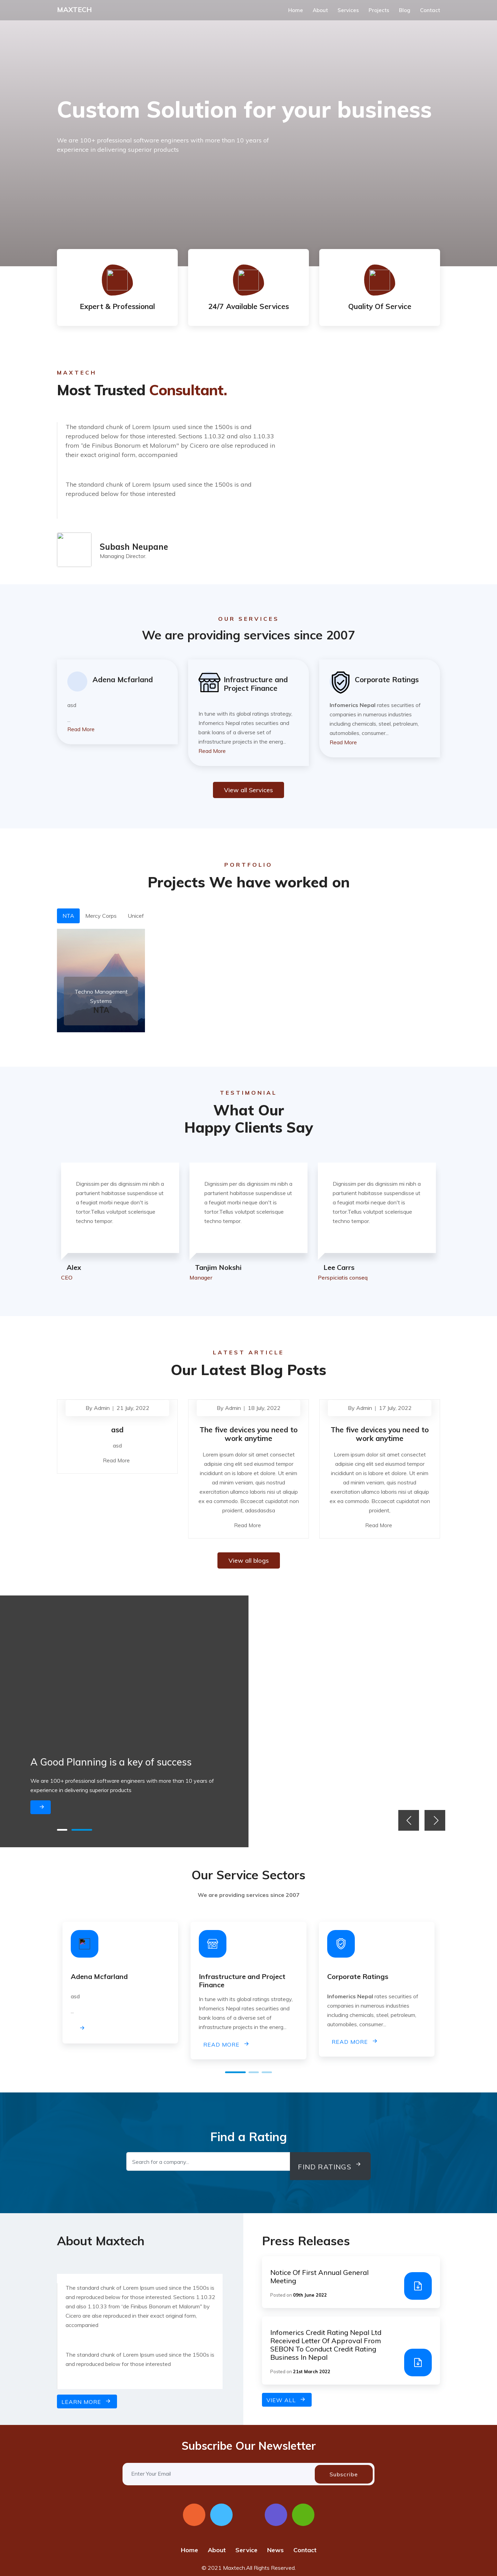 MAXTECH
Home About Services Projects Blog Contact
Custom Solution for your business
We are 100+ professional software engineers with more than 10 years of
experience in delivering superior products
Expert & Professional
24/7 Available Services
Quality Of Service
MAXTECH
Most Trusted Consultant.
The standard chunk of Lorem Ipsum used since the 1500s is and
reproduced below for those interested. Sections 1.10.32 and also 1.10.33
from "de Finibus Bonorum et Malorum" by Cicero are alse reproduced in
their exact original form, accompanied
The standard chunk of Lorem Ipsum used since the 1500s is and
reproduced below for those interested
Subash Neupane
Managing Director
OUR SERVICES
We are providing services since 2007
Adena Mcfarland
asd
...
Read More
Infrastructure and
Project Finance
In tune with its global ratings strategy,
Infomerics Nepal rates securities and
bank loans of a diverse set of
infrastructure projects in the energ...
Read More
Corporate Ratings
Infomerics Nepal rates securities of
companies in numerous industries
including chemicals, steel, petroleum,
automobiles, consumer...
Read More
View all Services
PORTFOLIO
Projects We have worked on
NTA Mercy Corps Unicef
Techno Management
Systems
NTA
TESTIMONIAL
What Our
Happy Clients Say
Dignissim per dis dignissim mi nibh a
parturient habitasse suspendisse ut
a feugiat morbi neque don't is
tortor.Tellus volutpat scelerisque
techno tempor.
Alex
CEO
Dignissim per dis dignissim mi nibh a
parturient habitasse suspendisse ut
a feugiat morbi neque don't is
tortor.Tellus volutpat scelerisque
techno tempor.
Tanjim Nokshi
Manager
Dignissim per dis dignissim mi nibh a
parturient habitasse suspendisse ut
a feugiat morbi neque don't is
tortor.Tellus volutpat scelerisque
techno tempor.
Lee Carrs
Perspiciatis conseq
LATEST ARTICLE
Our Latest Blog Posts
By Admin | 21 July, 2022
asd
asd
Read More
By Admin | 18 July, 2022
The five devices you need to
work anytime
Lorem ipsum dolor sit amet consectet
adipisie cing elit sed eiusmod tempor
incididunt on is labore et dolore. Ut enim
ad minim veniam, quis nostrud
exercitation ullamco laboris nisi ut aliquip
ex ea commodo. Bccaecat cupidatat non
proident, adasdasdsa
Read More
By Admin | 17 July, 2022
The five devices you need to
work anytime
Lorem ipsum dolor sit amet consectet
adipisie cing elit sed eiusmod tempor
incididunt on is labore et dolore. Ut enim
ad minim veniam, quis nostrud
exercitation ullamco laboris nisi ut aliquip
ex ea commodo. Bccaecat cupidatat non
proident,
Read More
View all blogs
A Good Planning is a key of success
We are 100+ professional software engineers with more than 10 years of
experience in delivering superior products
Our Service Sectors
We are providing services since 2007
Adena Mcfarland
asd
...
Infrastructure and Project
Finance
In tune with its global ratings strategy,
Infomerics Nepal rates securities and
bank loans of a diverse set of
infrastructure projects in the energ...
READ MORE
Corporate Ratings
Infomerics Nepal rates securities of
companies in numerous industries
including chemicals, steel, petroleum,
automobiles, consumer...
READ MORE
Find a Rating
Search for a company...
FIND RATINGS
About Maxtech
The standard chunk of Lorem Ipsum used since the 1500s is
and reproduced below for those interested. Sections 1.10.32
and also 1.10.33 from "de Finibus Bonorum et Malorum" by
Cicero are alse reproduced in their exact original form,
accompanied
The standard chunk of Lorem Ipsum used since the 1500s is
and reproduced below for those interested
LEARN MORE
Press Releases
Notice Of First Annual General
Meeting
Posted on 09th June 2022
Infomerics Credit Rating Nepal Ltd
Received Letter Of Approval From
SEBON To Conduct Credit Rating
Business In Nepal
Posted on 21st March 2022
VIEW ALL
Subscribe Our Newsletter
Enter Your Email
Subscribe
Home About Service News Contact
© 2021 Maxtech.All Rights Reserved.